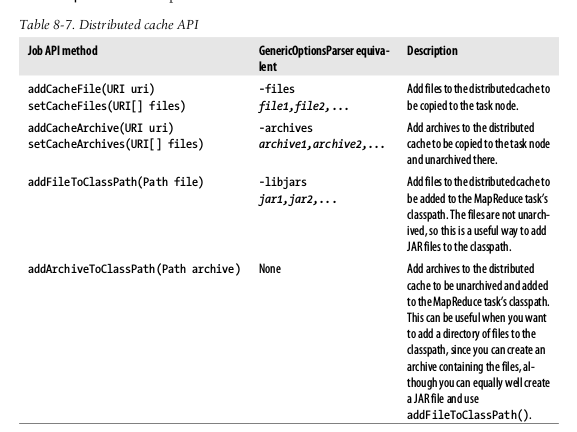 Table 8-7. Distributed cache API
Job API method
GenericOptionsParser equiva-
lent
Description
addCacheFile(URI uri)
setCacheFiles(URI[] files)
-files
file1,file2,...
Add files to the distributed cache to
be copied to the task node.
addCacheArchive(URI uri)
setCacheArchives(URI[] files)
-archives
archive1,archive2,...
Add archives to the distributed
cache to be copied to the task node
and unarchived there.
addFileToClassPath(Path file)
-libjars
jar1,jar2,...
Add files to the distributed cache to
be added to the MapReduce task's
classpath. The files are not unarch-
ived, so this is a useful way to add
JAR files to the classpath.
addArchiveToClassPath(Path archive)
None
Add archives to the distributed
cache to be unarchived and added
to the MapReduce task's classpath.
This can be useful when you want
to add a directory of files to the
classpath, since you can create an
archive containing the files, al-
though you can equally well create
a JAR file and use
addFileToClassPath().